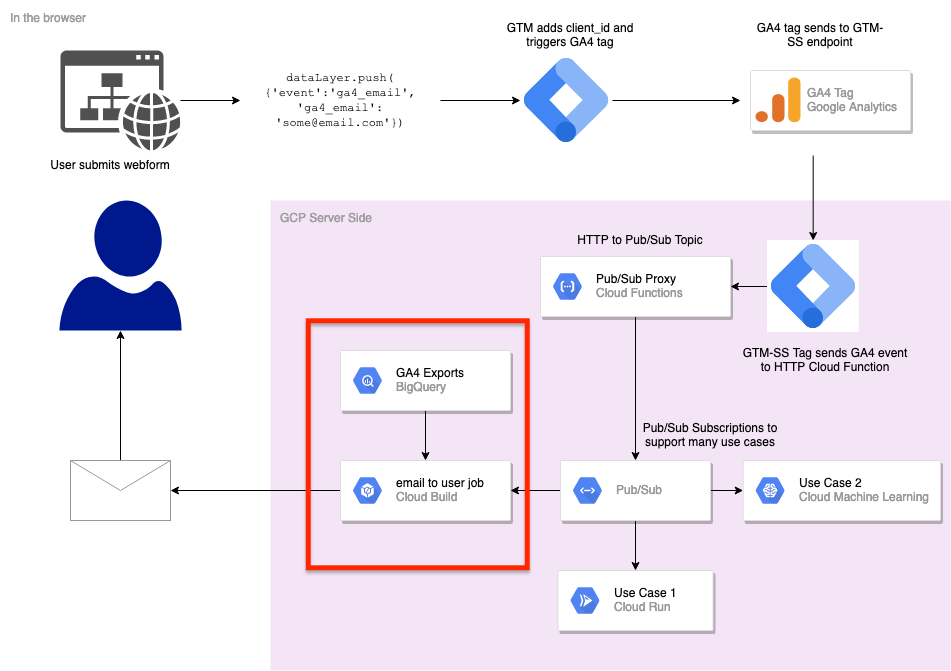 In the browser
GTM adds client_id and
triggers GA4 tag
GA4 tag sends to GTM-
SS endpoint
dataLayer.push(
{'event':'ga4_email',
'ga4_email':
'some@email.com'})
GA4 Tag
Google Analytics
User submits webform
GCP Server Side
HTTP to Pub/Sub Topic
Pub/Sub Proxy
Cloud Functions
GTM-SS Tag sends GA4 event
to HTTP Cloud Function
GA4 Exports
BigQuery
Pub/Sub Subscriptions to
support many use cases
email to user job
Cloud Build
Pub/Sub
Use Case 2
Cloud Machine Learning
Use Case 1
Cloud Run